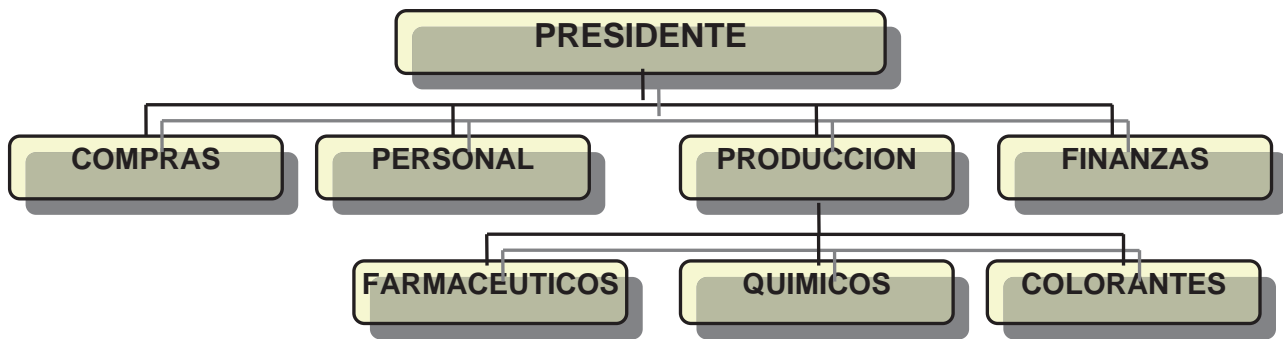 PRESIDENTE
COMPRAS
PERSONAL
PRODUCCION
FINANZAS
FARMACEUTICOS
QUIMICOS
COLORANTES